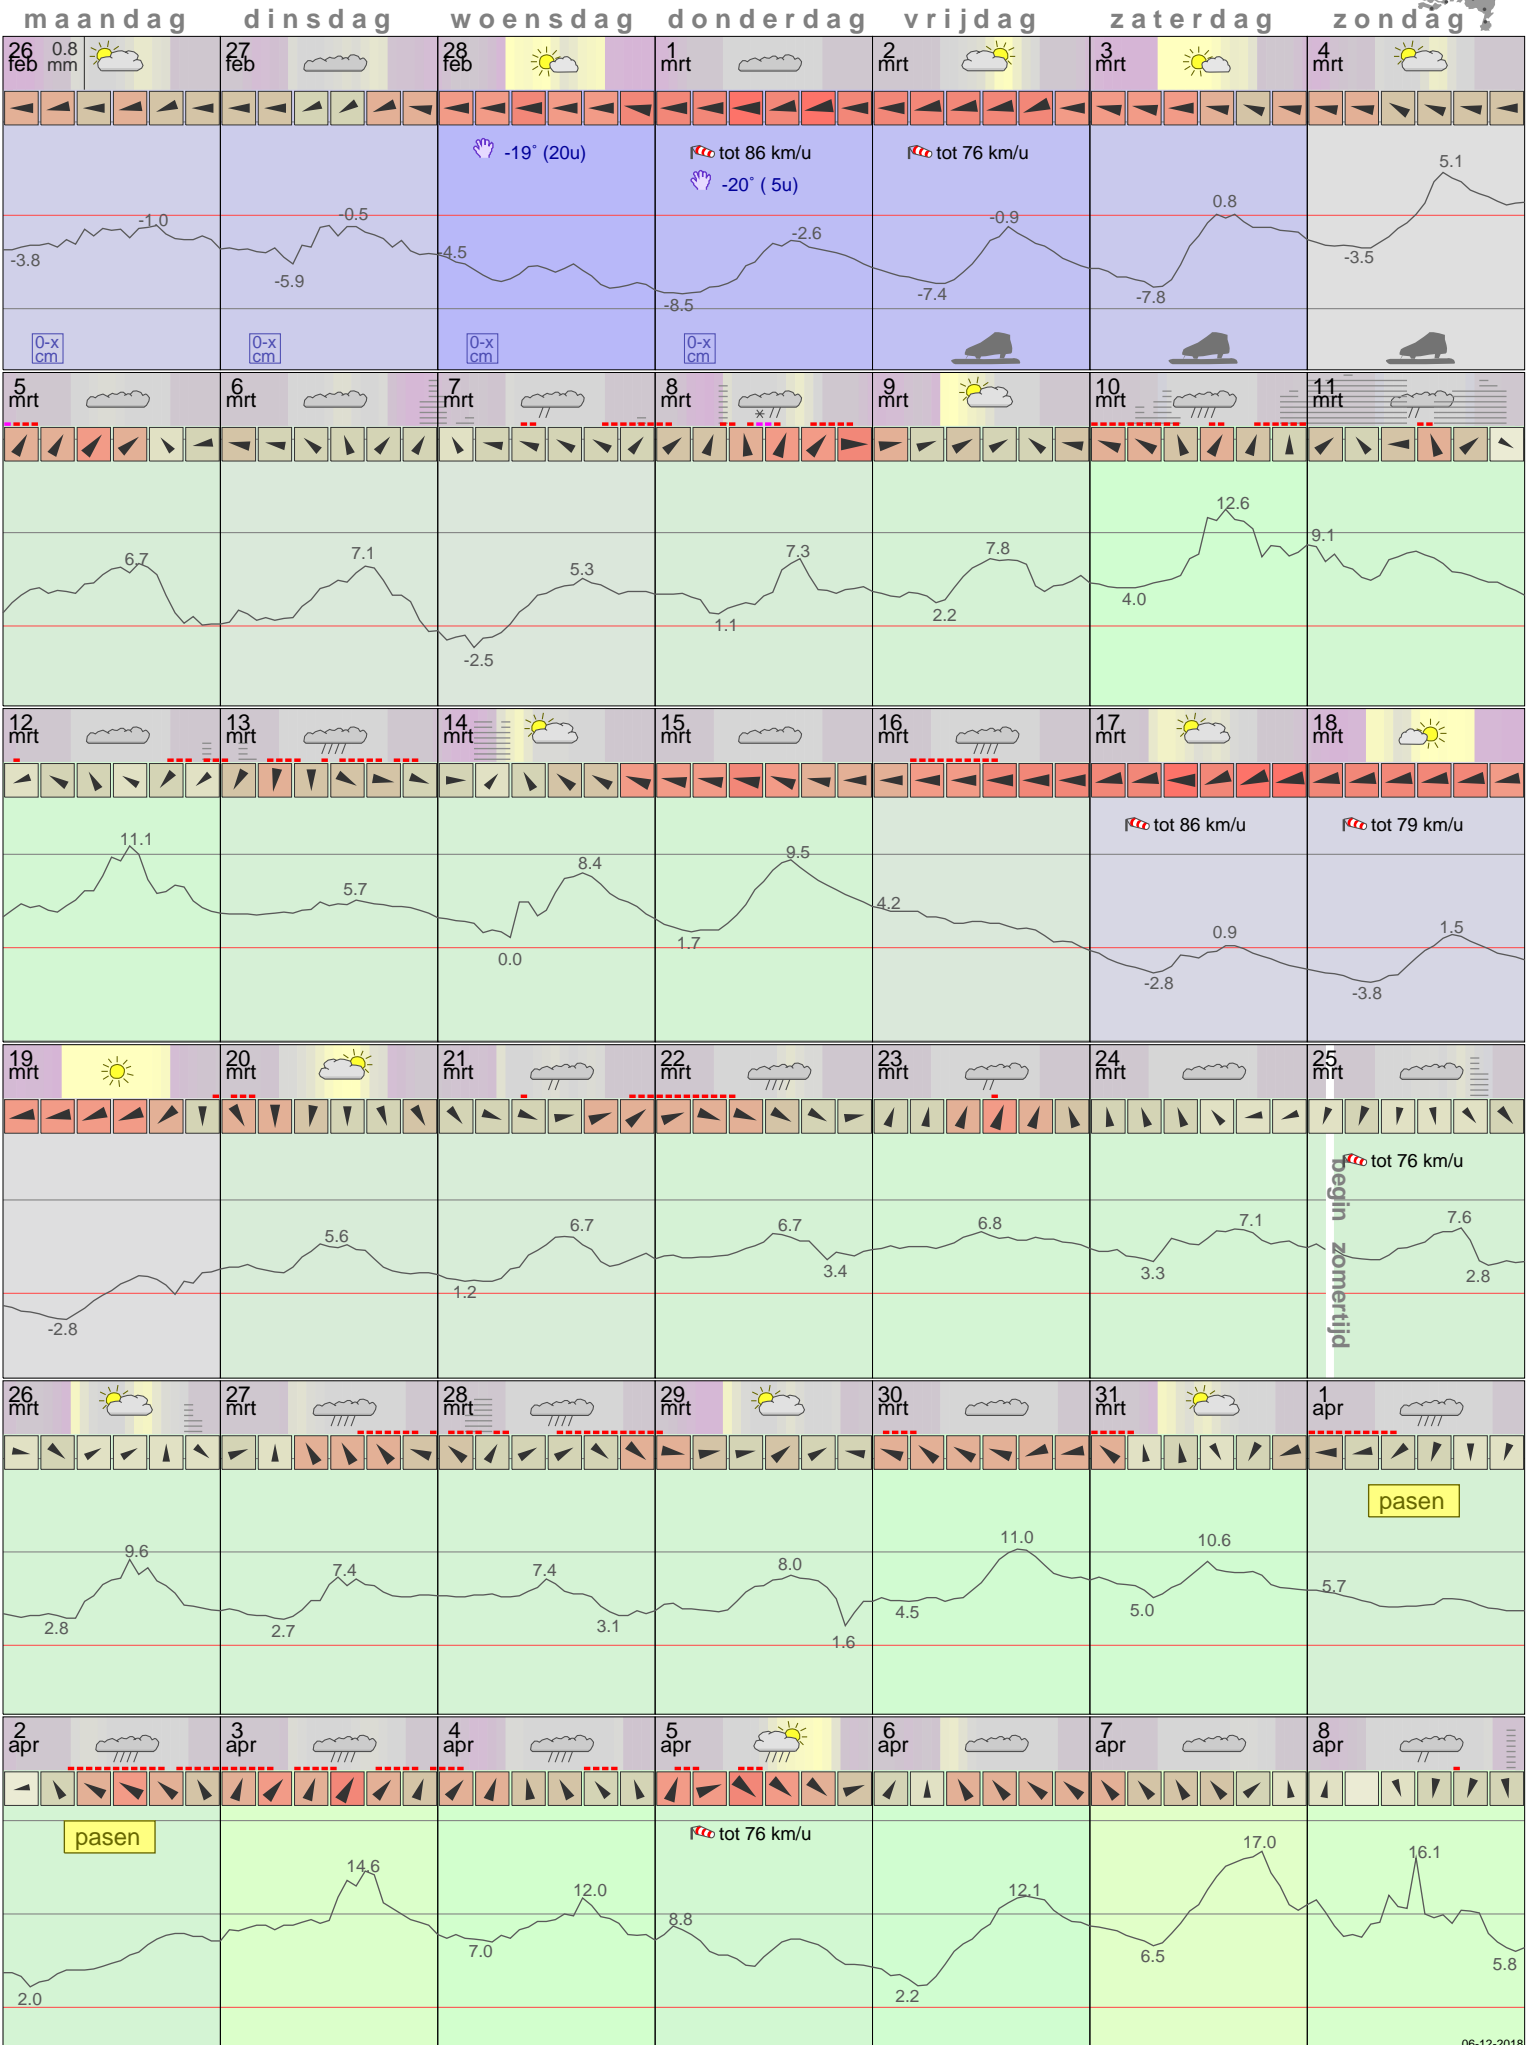 maandag dinsdag woensdag donderdag vrijdag zaterdag zondag
26 feb 0.8 mm 27 feb 28 feb 1 mrt 2 mrt 3 mrt 4 mrt
-19° (20u) tot 86 km/u tot 76 km/u
-20° ( 5u)
-3.8 -1.0 -5.9 -0.5 -4.5 -8.5 -2.6 -7.4 -0.9 -7.8 0.8 -3.5 5.1
0-x cm 0-x cm 0-x cm 0-x cm
5 mrt 6 mrt 7 mrt 8 mrt 9 mrt 10 mrt 11 mrt
6.7 7.1 -2.5 5.3 1.1 7.3 2.2 7.8 4.0 12.6 9.1
12 mrt 13 mrt 14 mrt 15 mrt 16 mrt 17 mrt 18 mrt
tot 86 km/u tot 79 km/u
11.1 5.7 0.0 8.4 1.7 9.5 4.2 -2.8 0.9 -3.8 1.5
19 mrt 20 mrt 21 mrt 22 mrt 23 mrt 24 mrt 25 mrt
tot 76 km/u
begin zomertijd
-2.8 5.6 1.2 6.7 6.7 3.4 6.8 3.3 7.1 7.6 2.8
26 mrt 27 mrt 28 mrt 29 mrt 30 mrt 31 mrt 1 apr
pasen
2.8 9.6 2.7 7.4 7.4 3.1 8.0 1.6 4.5 11.0 5.0 10.6 5.7
2 apr 3 apr 4 apr 5 apr 6 apr 7 apr 8 apr
pasen tot 76 km/u
2.0 14.6 7.0 12.0 8.8 2.2 12.1 6.5 17.0 16.1 5.8
06-12-2018